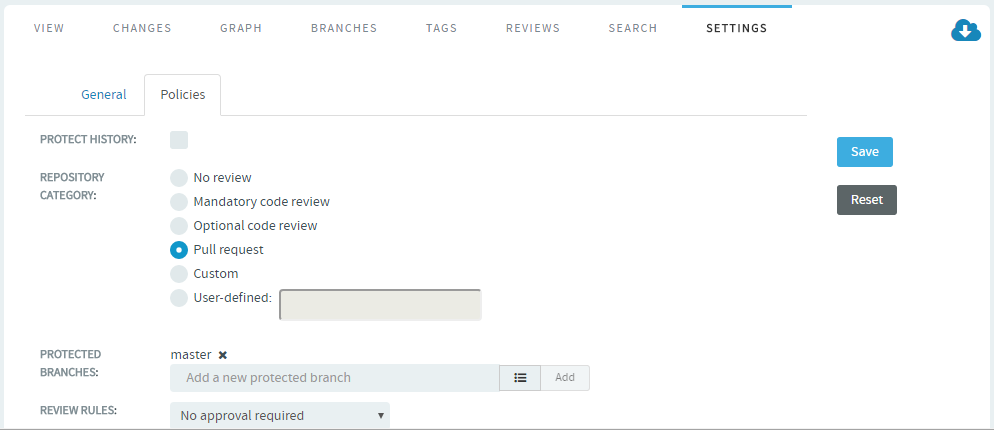 VIEW CHANGES GRAPH BRANCHES TAGS REVIEWS SEARCH SETTINGS
General Policies
PROTECT HISTORY:
Save
REPOSITORY
CATEGORY:
No review
Mandatory code review
Reset
Optional code review
Pull request
Custom
User-defined:
PROTECTED
BRANCHES:
master ✖
Add a new protected branch Add
REVIEW RULES: No approval required